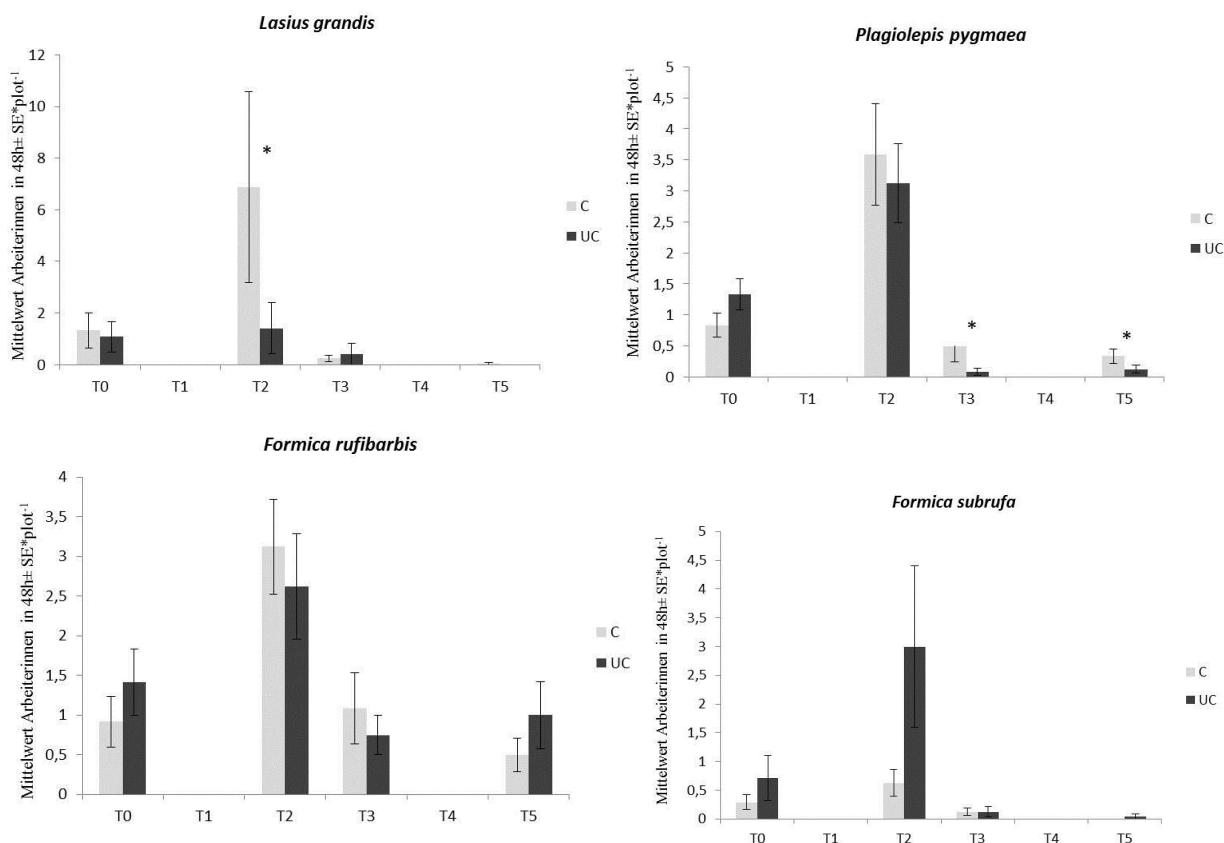 Lasius grandis
Mittelwert Arbeiterinnen in 48h± SE*plot-1
12
10
8
6
4
2
0
*
T0 T1 T2 T3 T4 T5
C
UC
Plagiolepis pygmaea
Mittelwert Arbeiterinnen in 48h± SE*plot-1
5
4,5
4
3,5
3
2,5
2
1,5
1
0,5
0
*
*
T0 T1 T2 T3 T4 T5
C
UC
Formica rufibarbis
Mittelwert Arbeiterinnen in 48h± SE*plot-1
4
3,5
3
2,5
2
1,5
1
0,5
0
T0 T1 T2 T3 T4 T5
C
UC
Formica subrufa
Mittelwert Arbeiterinnen in 48h± SE*plot-1
5
4,5
4
3,5
3
2,5
2
1,5
1
0,5
0
T0 T1 T2 T3 T4 T5
C
UC